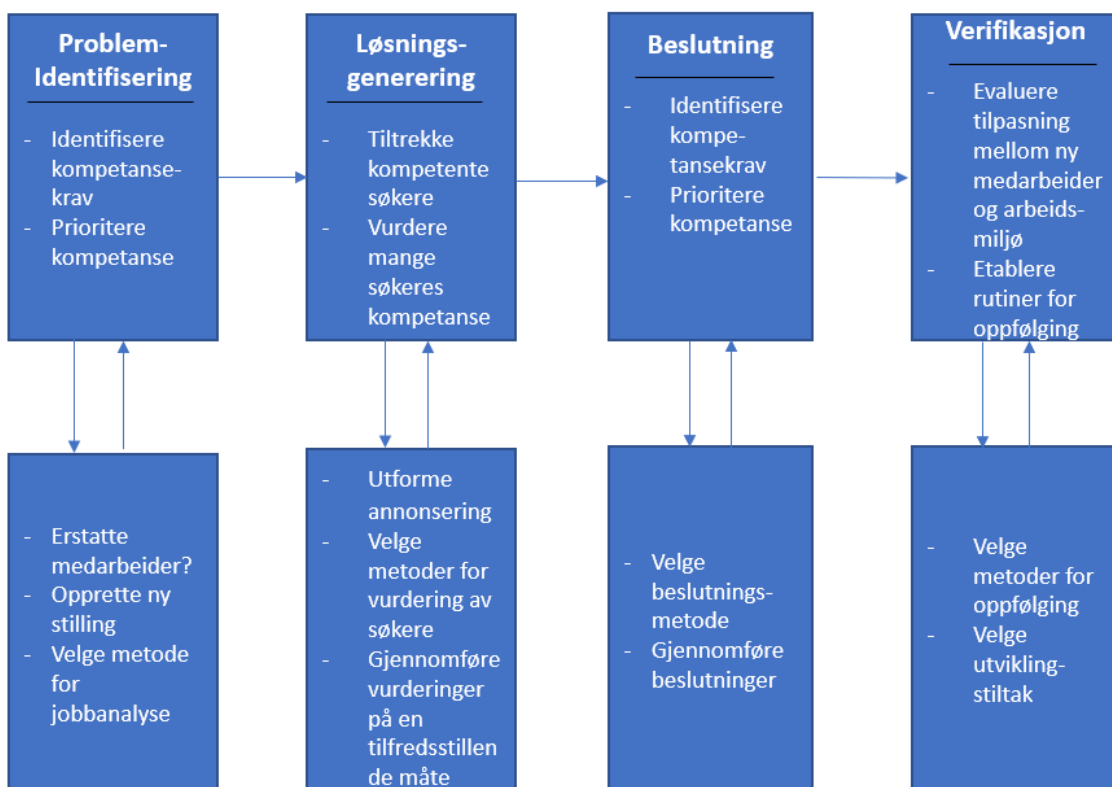 Problem-
Identifisering
- Identifisere
kompetanse-
krav
- Prioritere
kompetanse
Løsnings-
generering
- Tiltrekke
kompetente
søkere
- Vurdere
mange
søkeres
kompetanse
Beslutning
- Identifisere
kompe-
tansekrav
- Prioritere
kompetanse
Verifikasjon
- Evaluere
tilpasning
mellom ny
medarbeider
og arbeids-
miljø
- Etablere
rutiner for
oppfølging
- Erstatte
medarbeider?
- Opprette ny
stilling
- Velge metode
for
jobbanalyse
- Utforme
annonsering
- Velge
metoder for
vurdering av
søkere
- Gjennomføre
vurderinger
på en
tilfredsstillen
de måte
- Velge
beslutnings-
metode
- Gjennomføre
beslutninger
- Velge
metoder for
oppfølging
- Velge
utvikling-
stiltak